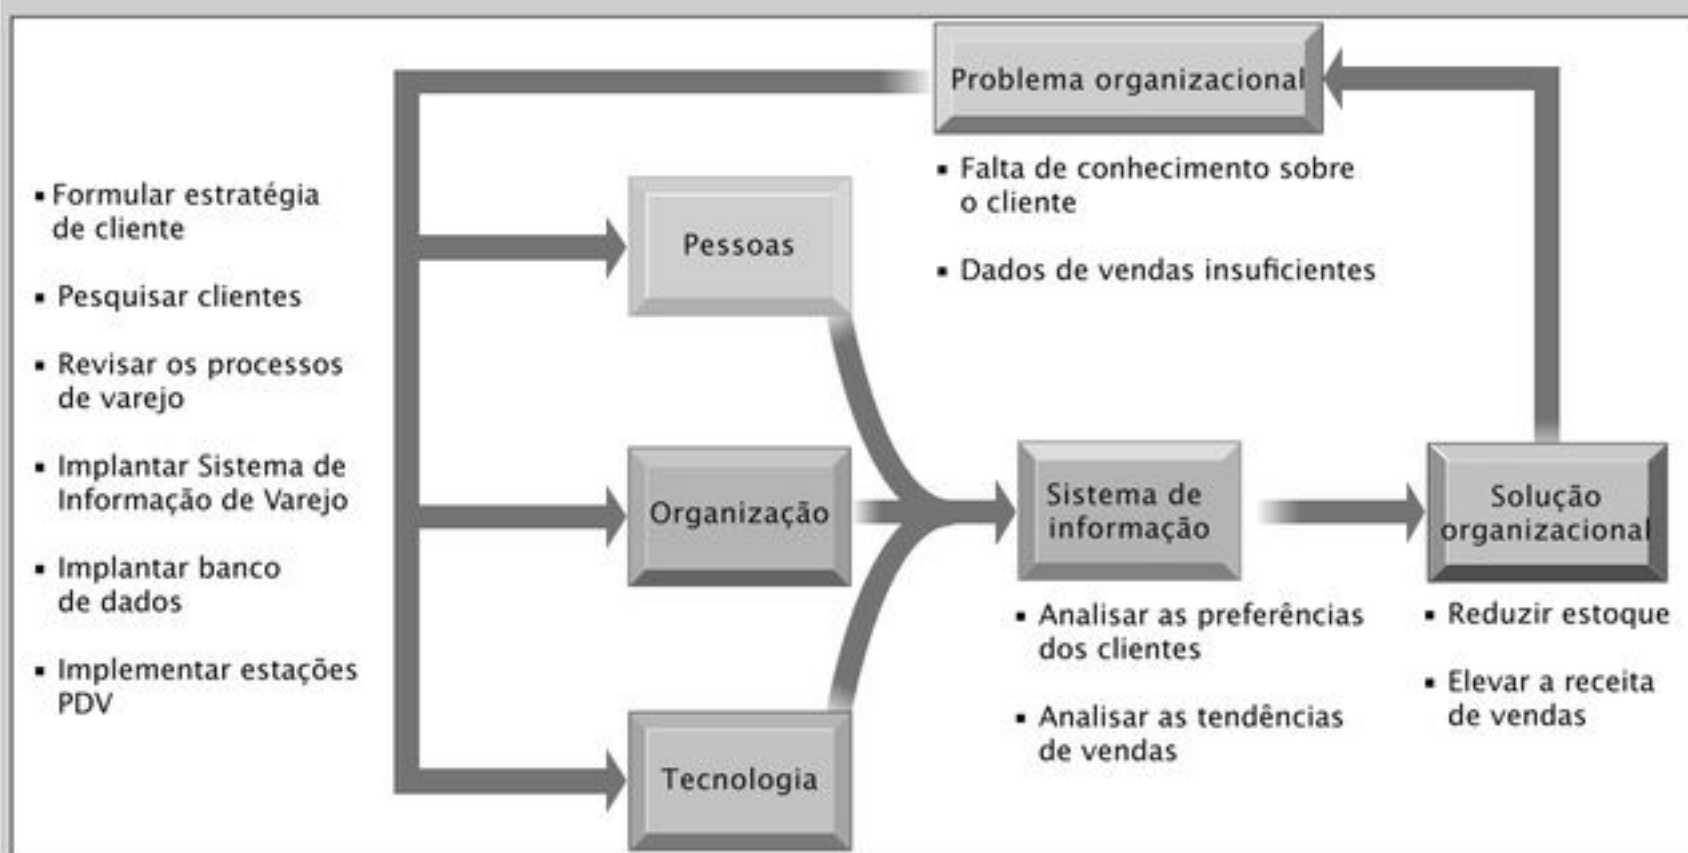 Problema organizacional
▪ Falta de conhecimento sobre
o cliente
▪ Dados de vendas insuficientes
▪ Formular estratégia
de cliente
▪ Pesquisar clientes
▪ Revisar os processos
de varejo
▪ Implantar Sistema de
Informação de Varejo
▪ Implantar banco
de dados
▪ Implementar estações
PDV
Pessoas
Organização
Tecnologia
Sistema de
informação
▪ Analisar as preferências
dos clientes
▪ Analisar as tendências
de vendas
Solução
organizacional
▪ Reduzir estoque
▪ Elevar a receita
de vendas